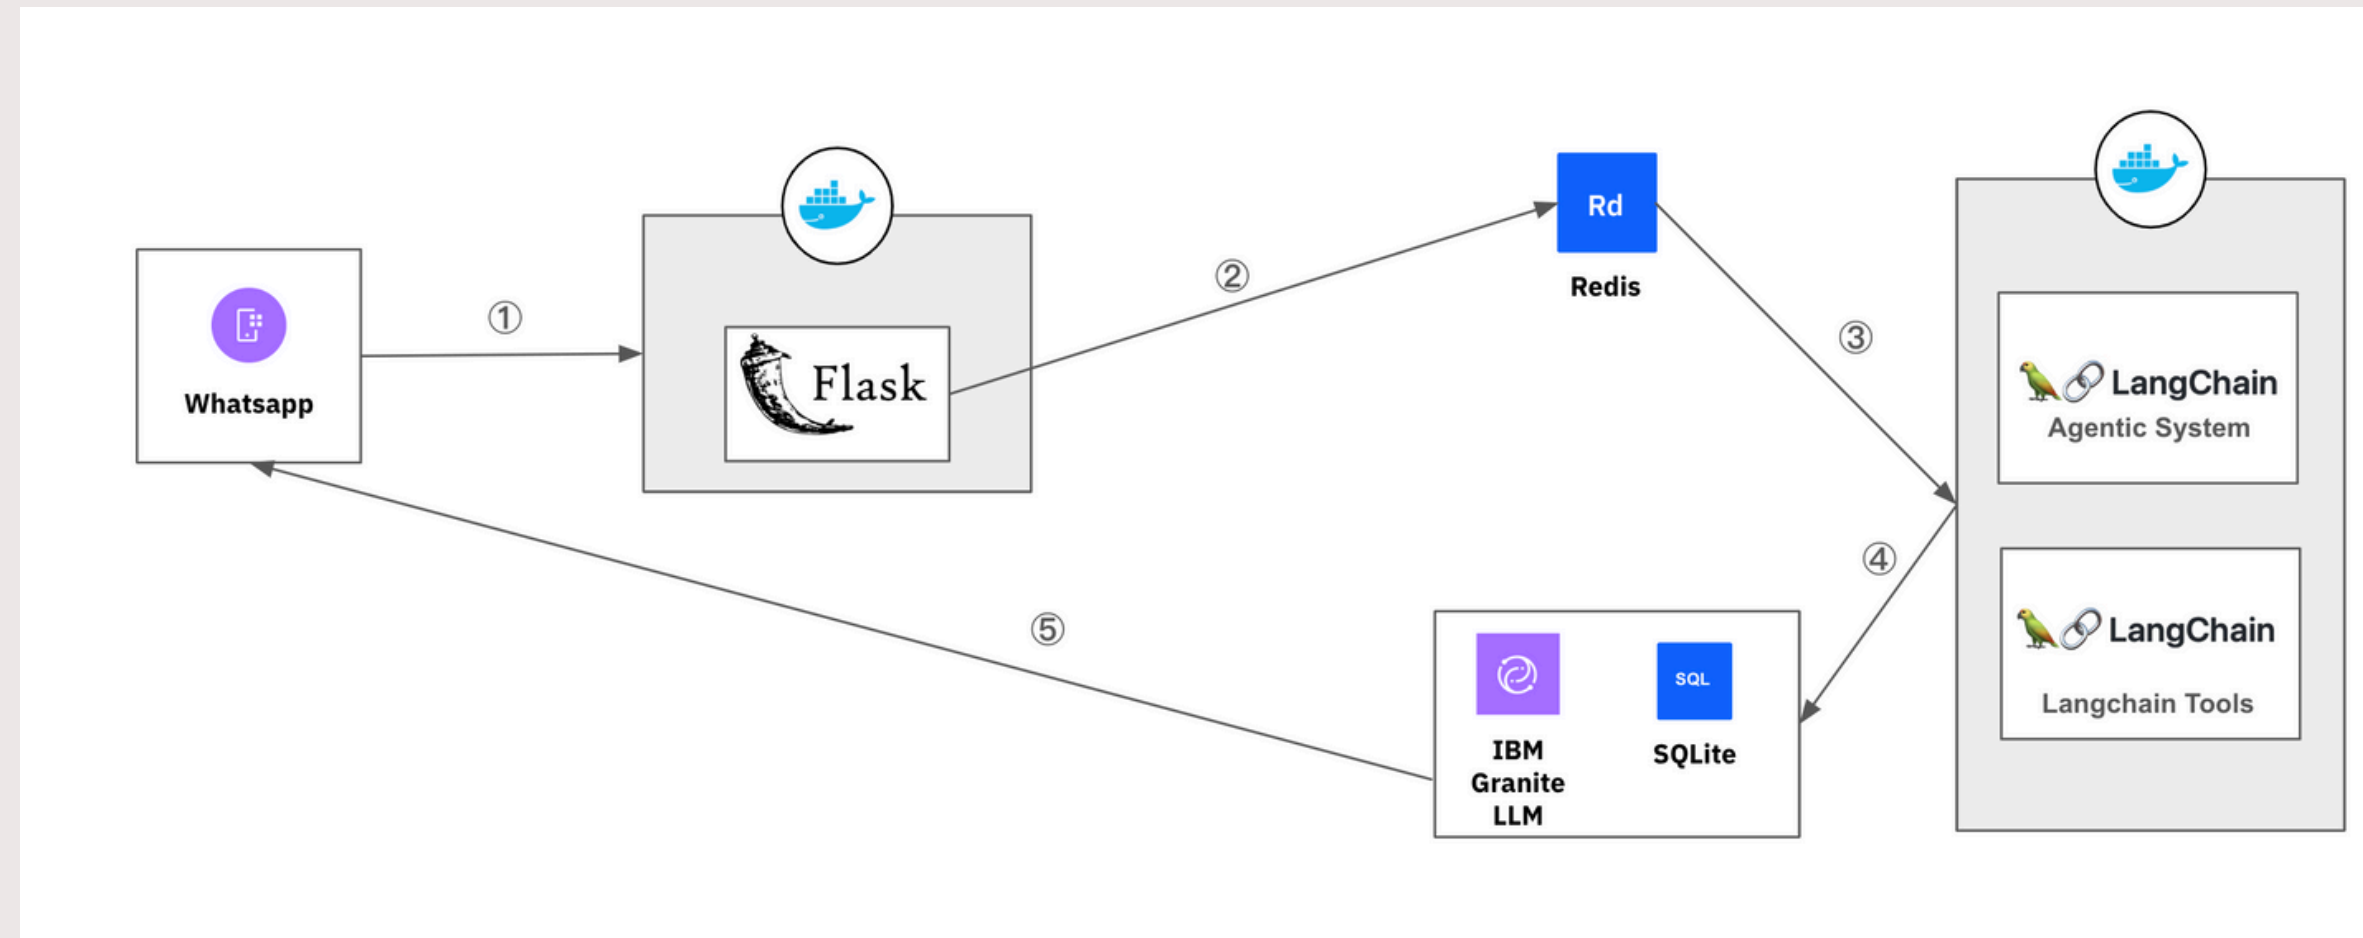 Whatsapp
①
Flask
②
Rd
Redis
③
LangChain
Agentic System
LangChain
Langchain Tools
④
IBM
Granite
LLM
SQL
SQLite
⑤